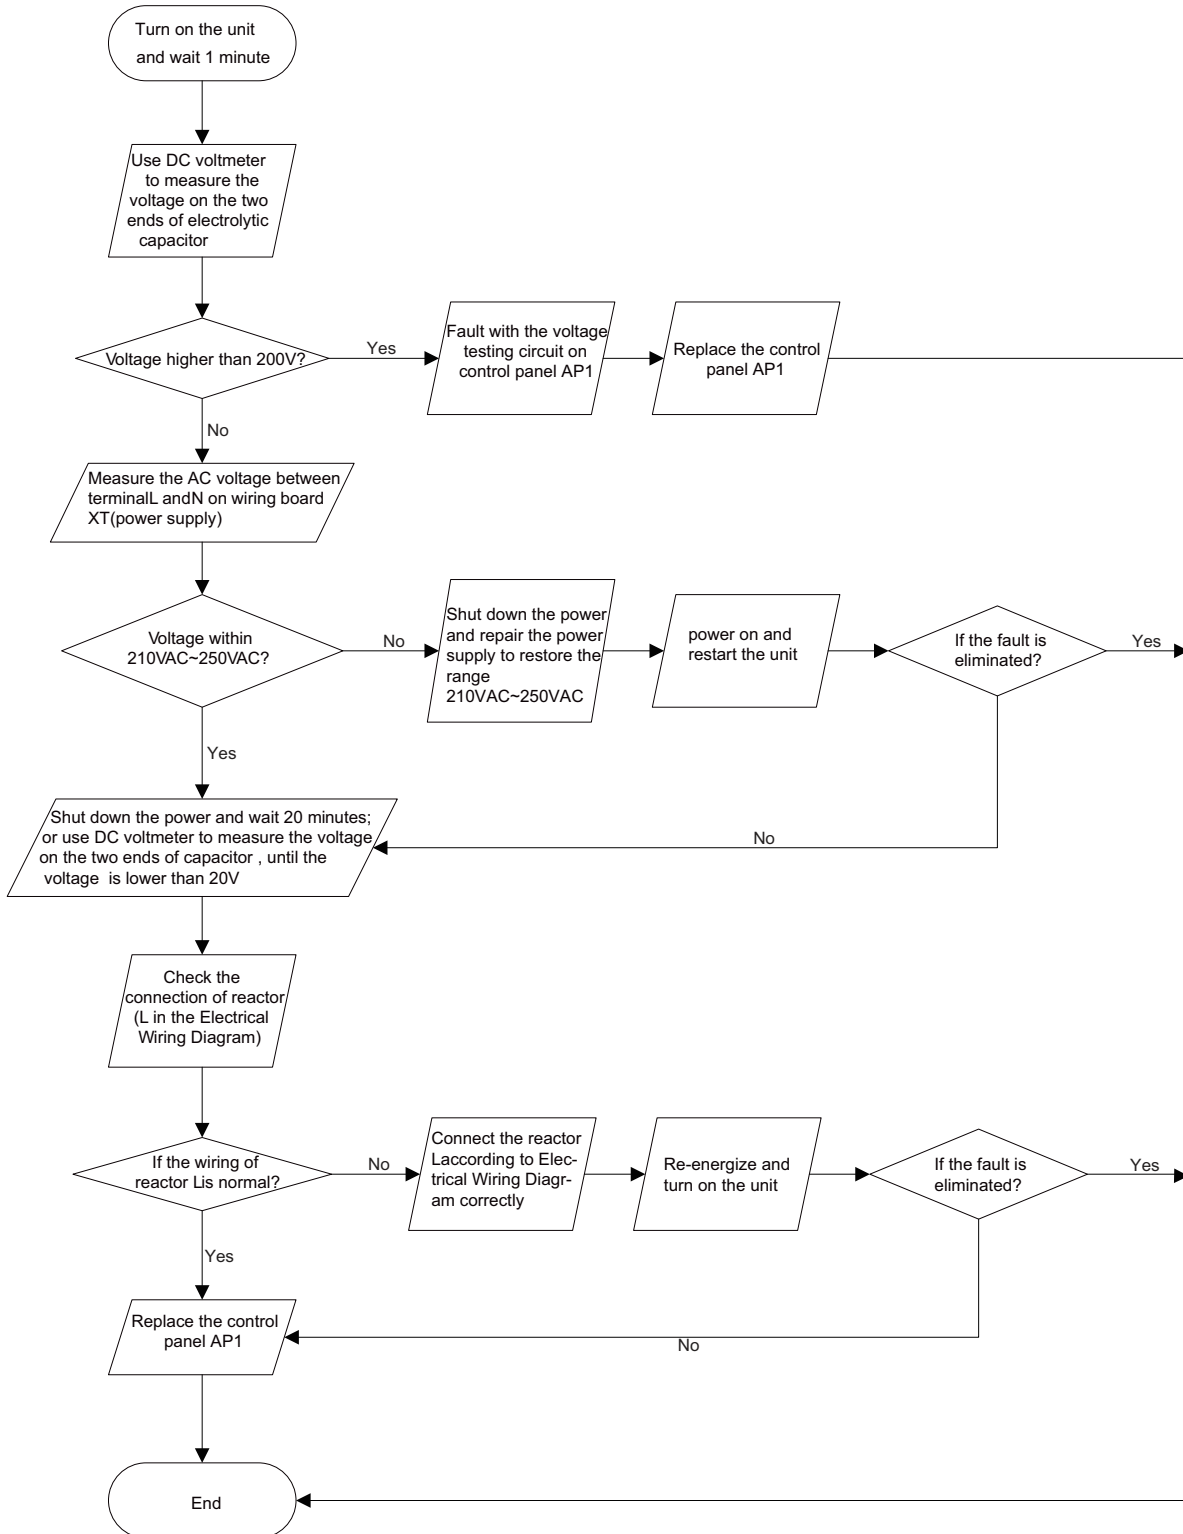 Turn on the unit
and wait 1 minute
Use DC voltmeter
to measure the
voltage on the two
ends of electrolytic
capacitor
Voltage higher than 200V?
Yes
Fault with the voltage
testing circuit on
control panel AP1
Replace the control
panel AP1
No
Measure the AC voltage between
terminalL andN on wiring board
XT(power supply)
Voltage within
210VAC~250VAC?
No
Shut down the power
and repair the power
supply to restore the
range
210VAC~250VAC
power on and
restart the unit
If the fault is
eliminated?
Yes
Yes
No
Shut down the power and wait 20 minutes;
or use DC voltmeter to measure the voltage
on the two ends of capacitor , until the
voltage is lower than 20V
Check the
connection of reactor
(L in the Electrical
Wiring Diagram)
If the wiring of
reactor Lis normal?
No
Connect the reactor
Laccording to Elec-
trical Wiring Diagr-
am correctly
Re-energize and
turn on the unit
If the fault is
eliminated?
Yes
Yes
No
Replace the control
panel AP1
End